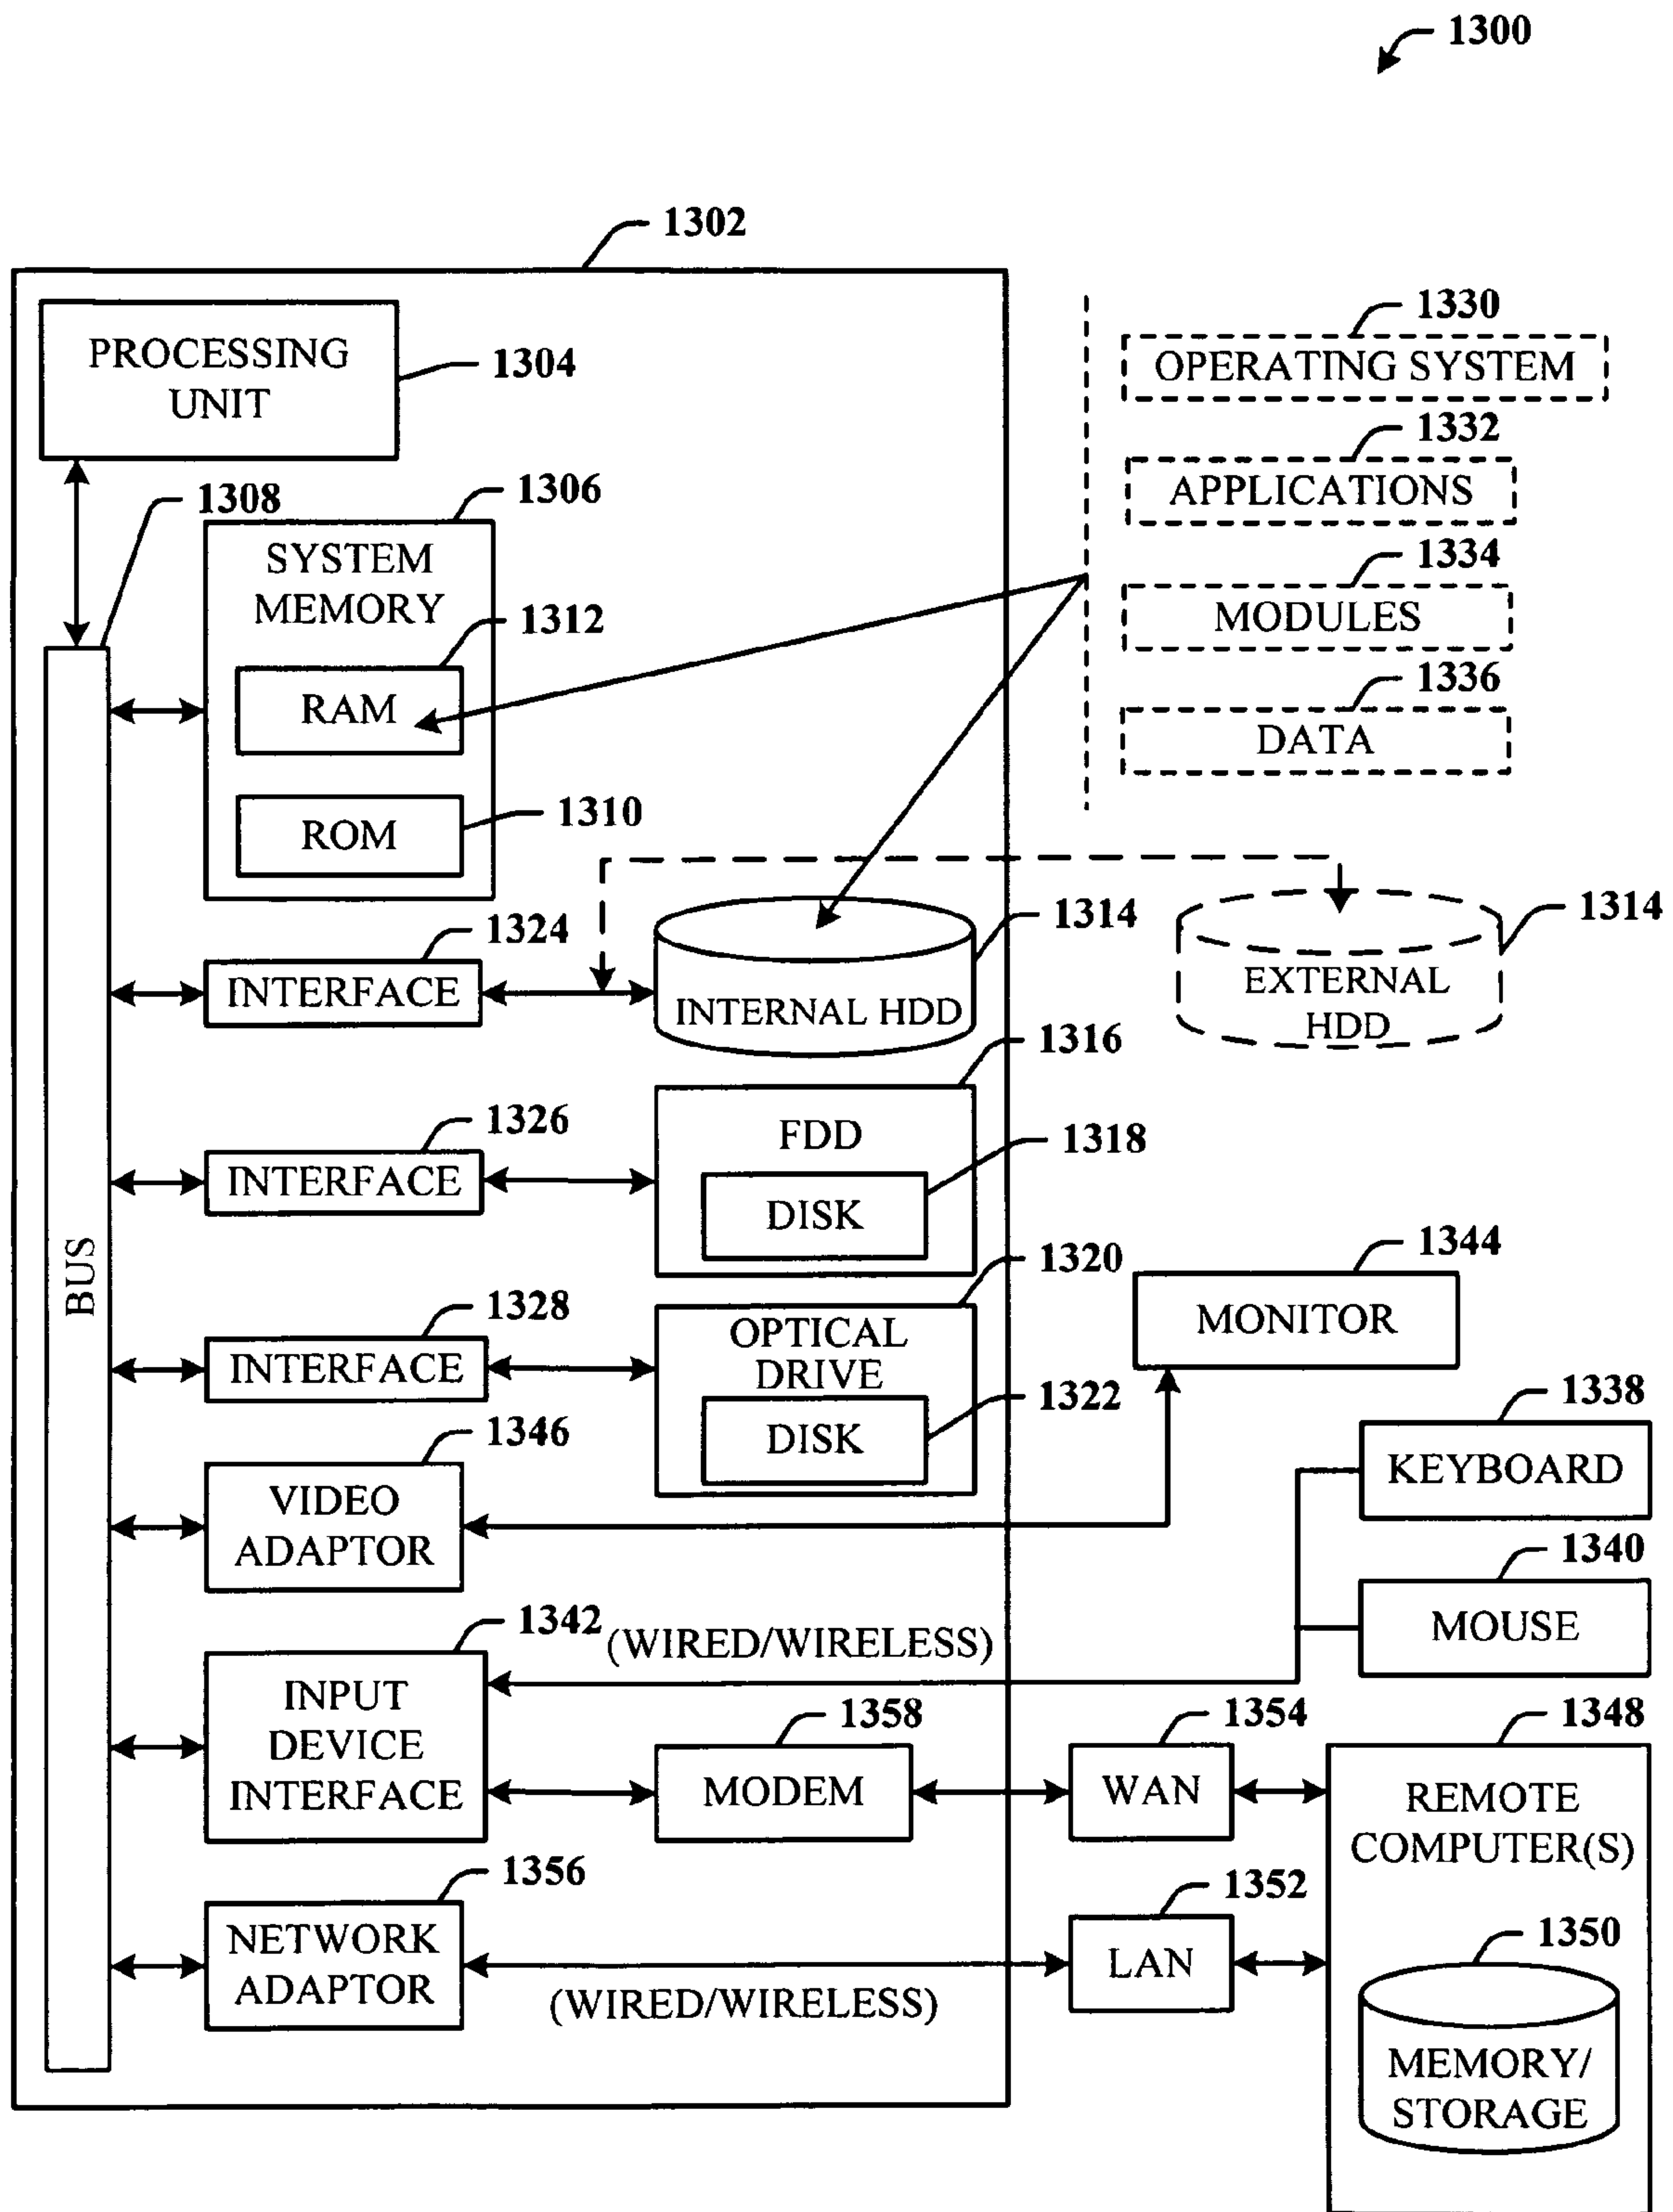 1300
1302
PROCESSING
UNIT
1304
1330
OPERATING SYSTEM
1332
APPLICATIONS
1334
MODULES
1336
DATA
1308
1306
SYSTEM
MEMORY
1312
RAM
1310
ROM
BUS
1324
INTERFACE
1314
INTERNAL HDD
1314
EXTERNAL
HDD
1326
INTERFACE
1316
FDD
1318
DISK
1328
INTERFACE
1320
OPTICAL
DRIVE
1322
DISK
1344
MONITOR
1346
VIDEO
ADAPTOR
1338
KEYBOARD
1340
MOUSE
1342
(WIRED/WIRELESS)
INPUT
DEVICE
INTERFACE
1358
MODEM
1354
WAN
1348
REMOTE
COMPUTER(S)
1356
NETWORK
ADAPTOR
(WIRED/WIRELESS)
1352
LAN
1350
MEMORY/
STORAGE